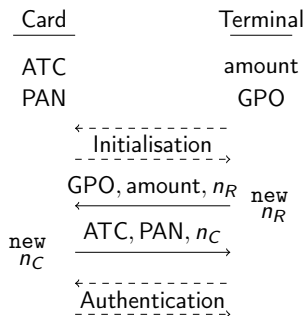 Card Terminal
ATC amount
PAN GPO
Initialisation
GPO, amount, n_R
new
n_R
ATC, PAN, n_C
new
n_C
Authentication